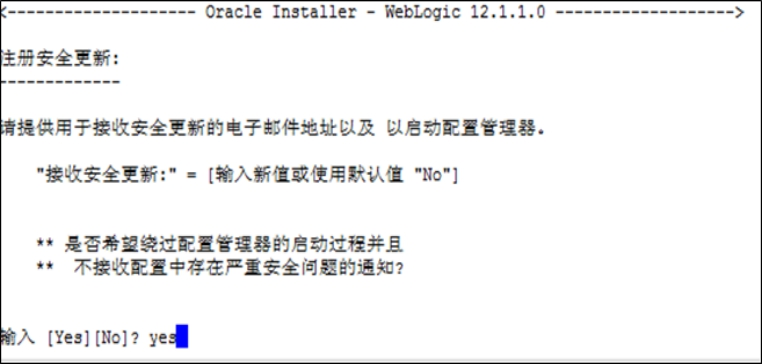 <-------------------- Oracle Installer - WebLogic 12.1.1.0 ------------------->
注册安全更新:
-------------
请提供用于接收安全更新的电子邮件地址以及 以启动配置管理器。
"接收安全更新:" = [输入新值或使用默认值 "No"]
** 是否希望绕过配置管理器的启动过程并且
** 不接收配置中存在严重安全问题的通知?
输入 [Yes][No]? yes